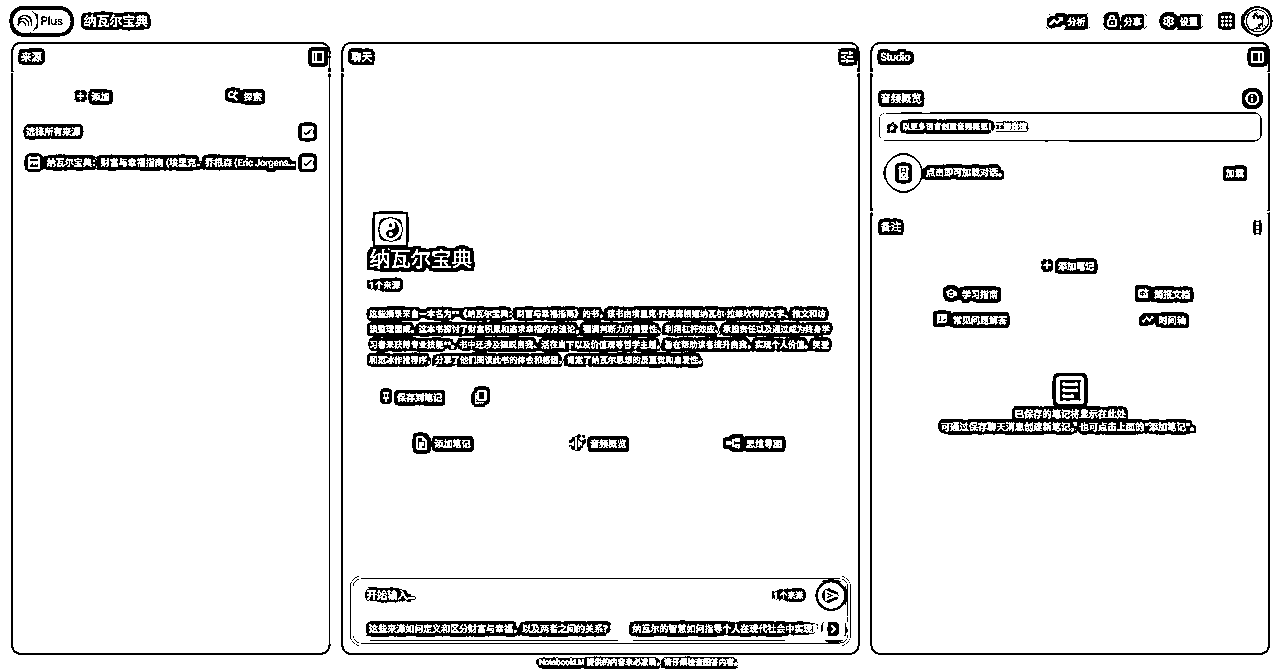 Plus 纳瓦尔宝典
分析 分享 设置
来源
添加 探索
选择所有来源
纳瓦尔宝典：财富与幸福指南 (埃里克·乔根森 (Eric Jorgens...
聊天
纳瓦尔宝典
1个来源
这些摘录来自一本名为**《纳瓦尔宝典：财富与幸福指南》的书，该书由埃里克·乔根森根据纳瓦尔·拉维坎特的文字、推文和访
谈整理而成。这本书探讨了财富积累和追求幸福的方法论，强调判断力的重要性、利用杠杆效应、承担责任以及通过成为终身学
习者来获得专业技能**。书中还涉及摆脱自我、活在当下以及价值观等哲学主题，旨在帮助读者提升自我、实现个人价值。
作推荐序，分享了他们阅读此书的体会和感悟，肯定了纳瓦尔思想的质量和启发性。
保存到笔记
添加笔记 音频概览 思维导图
开始输入...
1个来源
这些来源如何定义和区分财富与幸福，以及两者之间的关系?
纳瓦尔的智慧如何指导个人在现代社会中实现
Studio
音频概览
以更多语言创建音频概览!
点击即可加载对话。
加载
备注
添加笔记
学习指南 简报文档
常见问题解答 时间轴
已保存的笔记将显示在此处
可通过保存聊天消息创建新笔记，也可点击上面的“添加笔记”。
NotebookLM 提供的内容未必准确，请仔细检查回答内容。